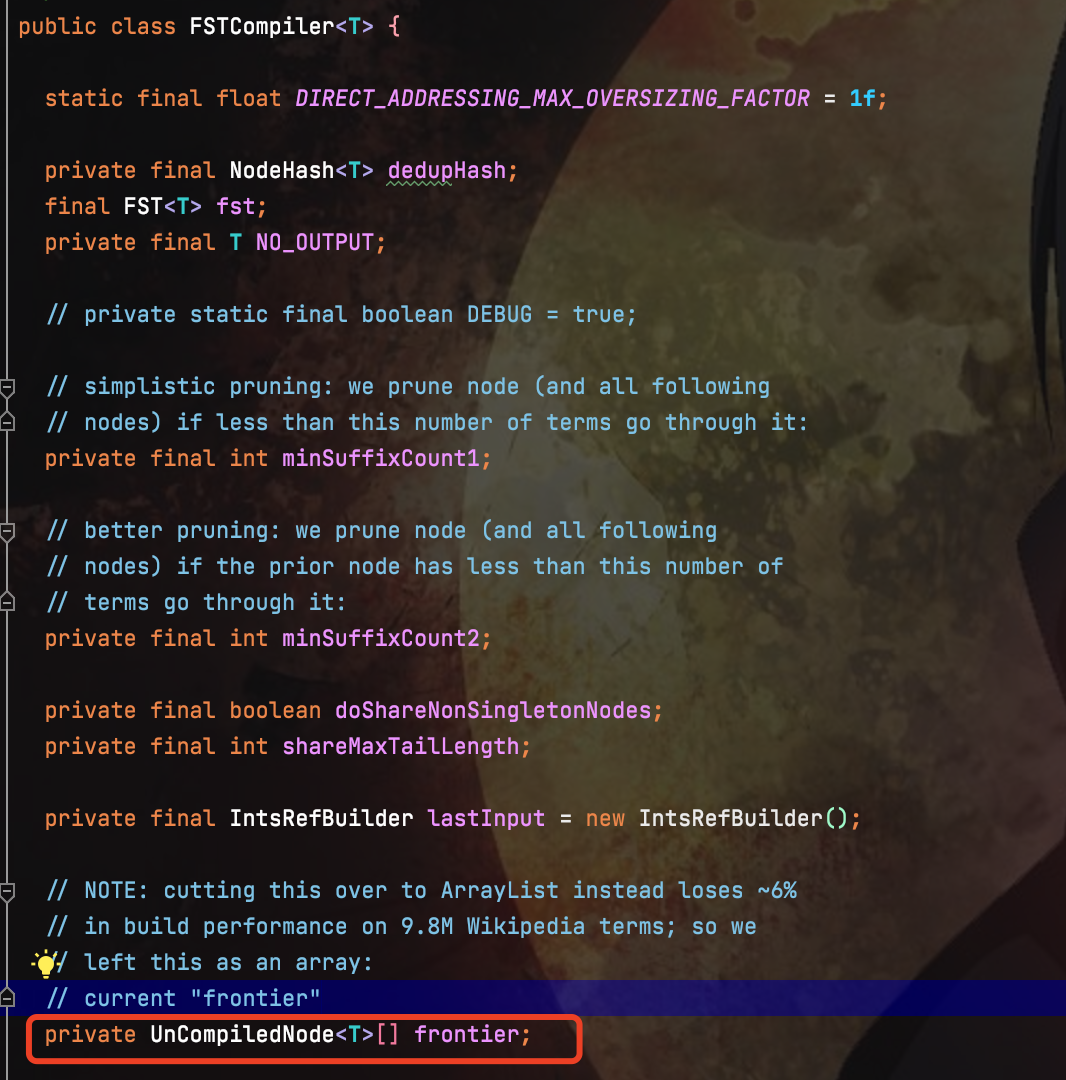 public class FSTCompiler<T> {
static final float DIRECT_ADDRESSING_MAX_OVERSIZING_FACTOR = 1f;
private final NodeHash<T> dedupHash;
final FST<T> fst;
private final T NO_OUTPUT;
// private static final boolean DEBUG = true;
// simplistic pruning: we prune node (and all following
// nodes) if less than this number of terms go through it:
private final int minSuffixCount1;
// better pruning: we prune node (and all following
// nodes) if the prior node has less than this number of
// terms go through it:
private final int minSuffixCount2;
private final boolean doShareNonSingletonNodes;
private final int shareMaxTailLength;
private final IntsRefBuilder lastInput = new IntsRefBuilder();
// NOTE: cutting this over to ArrayList instead loses ~6%
// in build performance on 9.8M Wikipedia terms; so we
// left this as an array:
// current "frontier"
private UnCompiledNode<T>[] frontier;